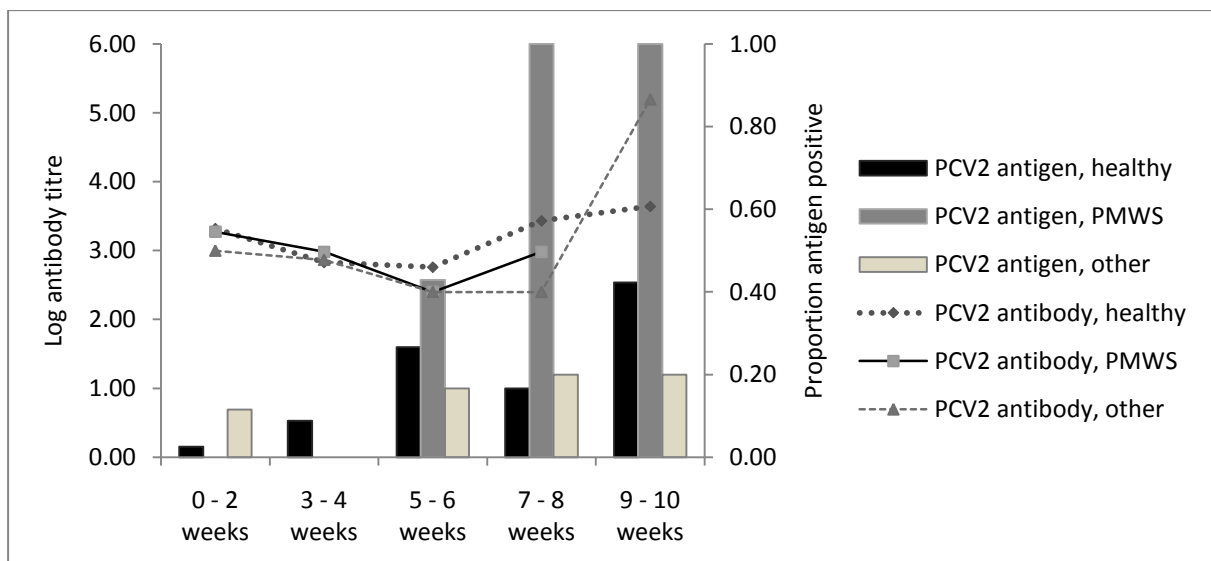 Log antibody titre
6.00
5.00
4.00
3.00
2.00
1.00
0.00
1.00
0.80
0.60
0.40
0.20
0.00
Proportion antigen positive
0 - 2
weeks
3 - 4
weeks
5 - 6
weeks
7 - 8
weeks
9 - 10
weeks
PCV2 antigen, healthy
PCV2 antigen, PMWS
PCV2 antigen, other
PCV2 antibody, healthy
PCV2 antibody, PMWS
PCV2 antibody, other